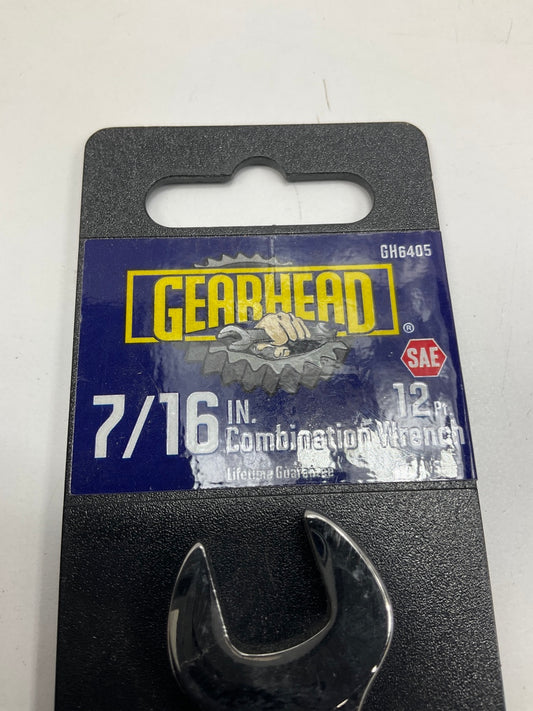 GH6405
GEARHEAD ®
SAE
7/16 IN. 12 Pt.
Combination Wrench
Lifetime Guarantee